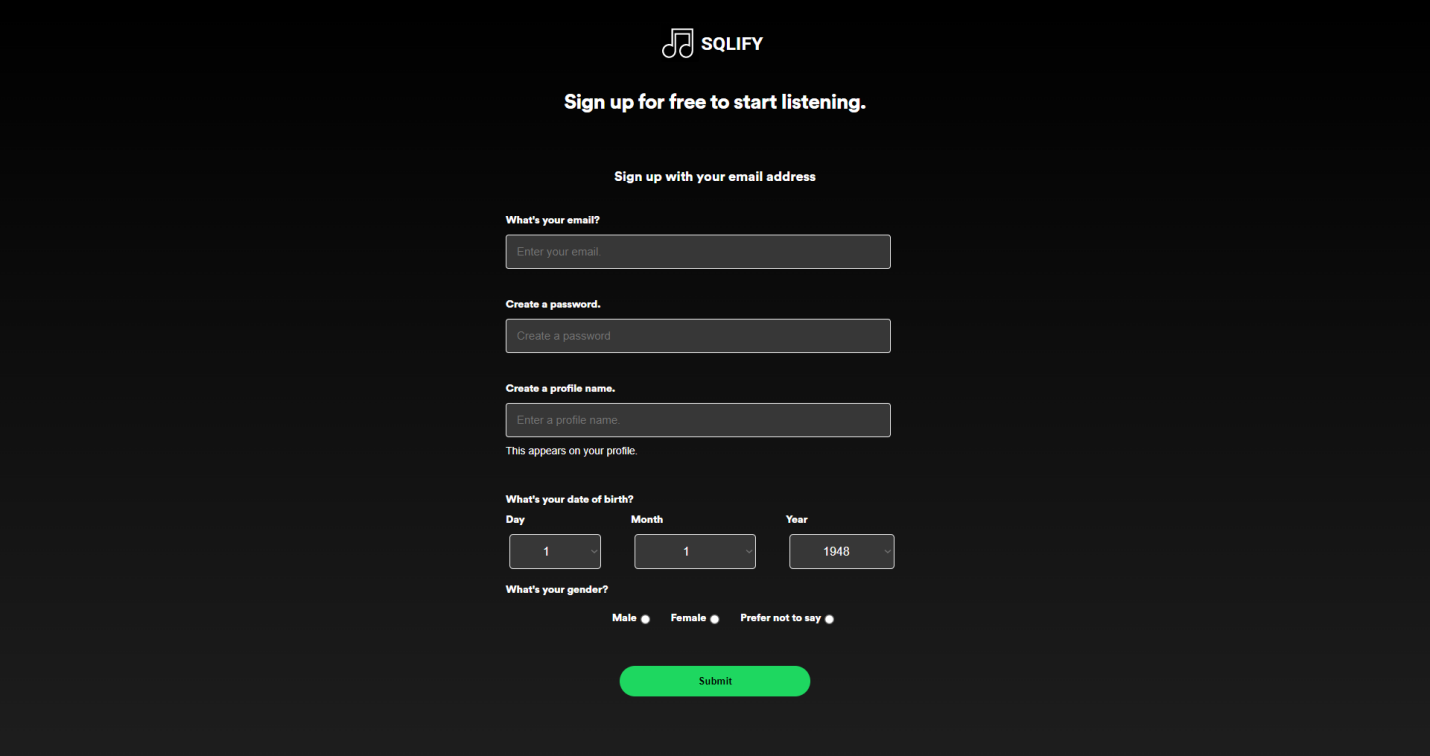 SQLIFY
Sign up for free to start listening.
Sign up with your email address
What's your email?
Enter your email.
Create a password.
Create a password
Create a profile name.
Enter a profile name.
This appears on your profile.
What's your date of birth?
Day Month Year
1 1 1948
What's your gender?
Male Female Prefer not to say
Submit